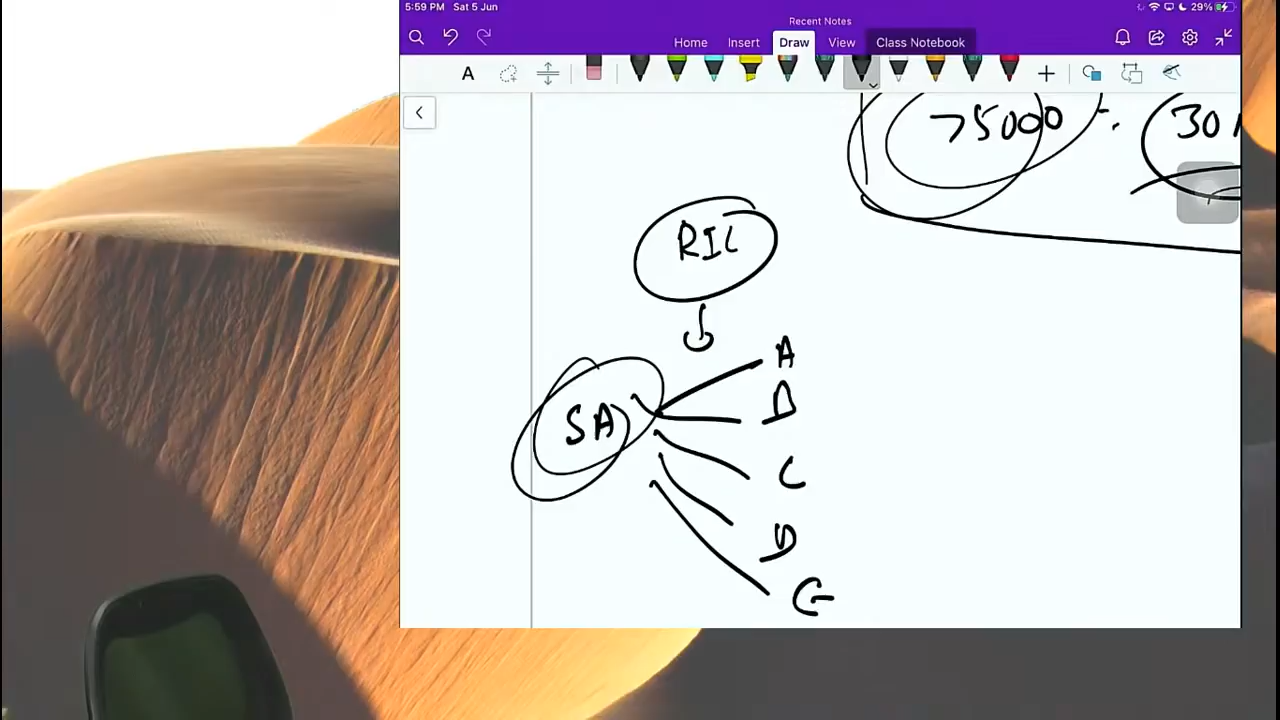 5:59 PM Sat 5 Jun
29%
Recent Notes
Home Insert Draw View Class Notebook
A
75000
30
RIL
SA
A
B
C
D